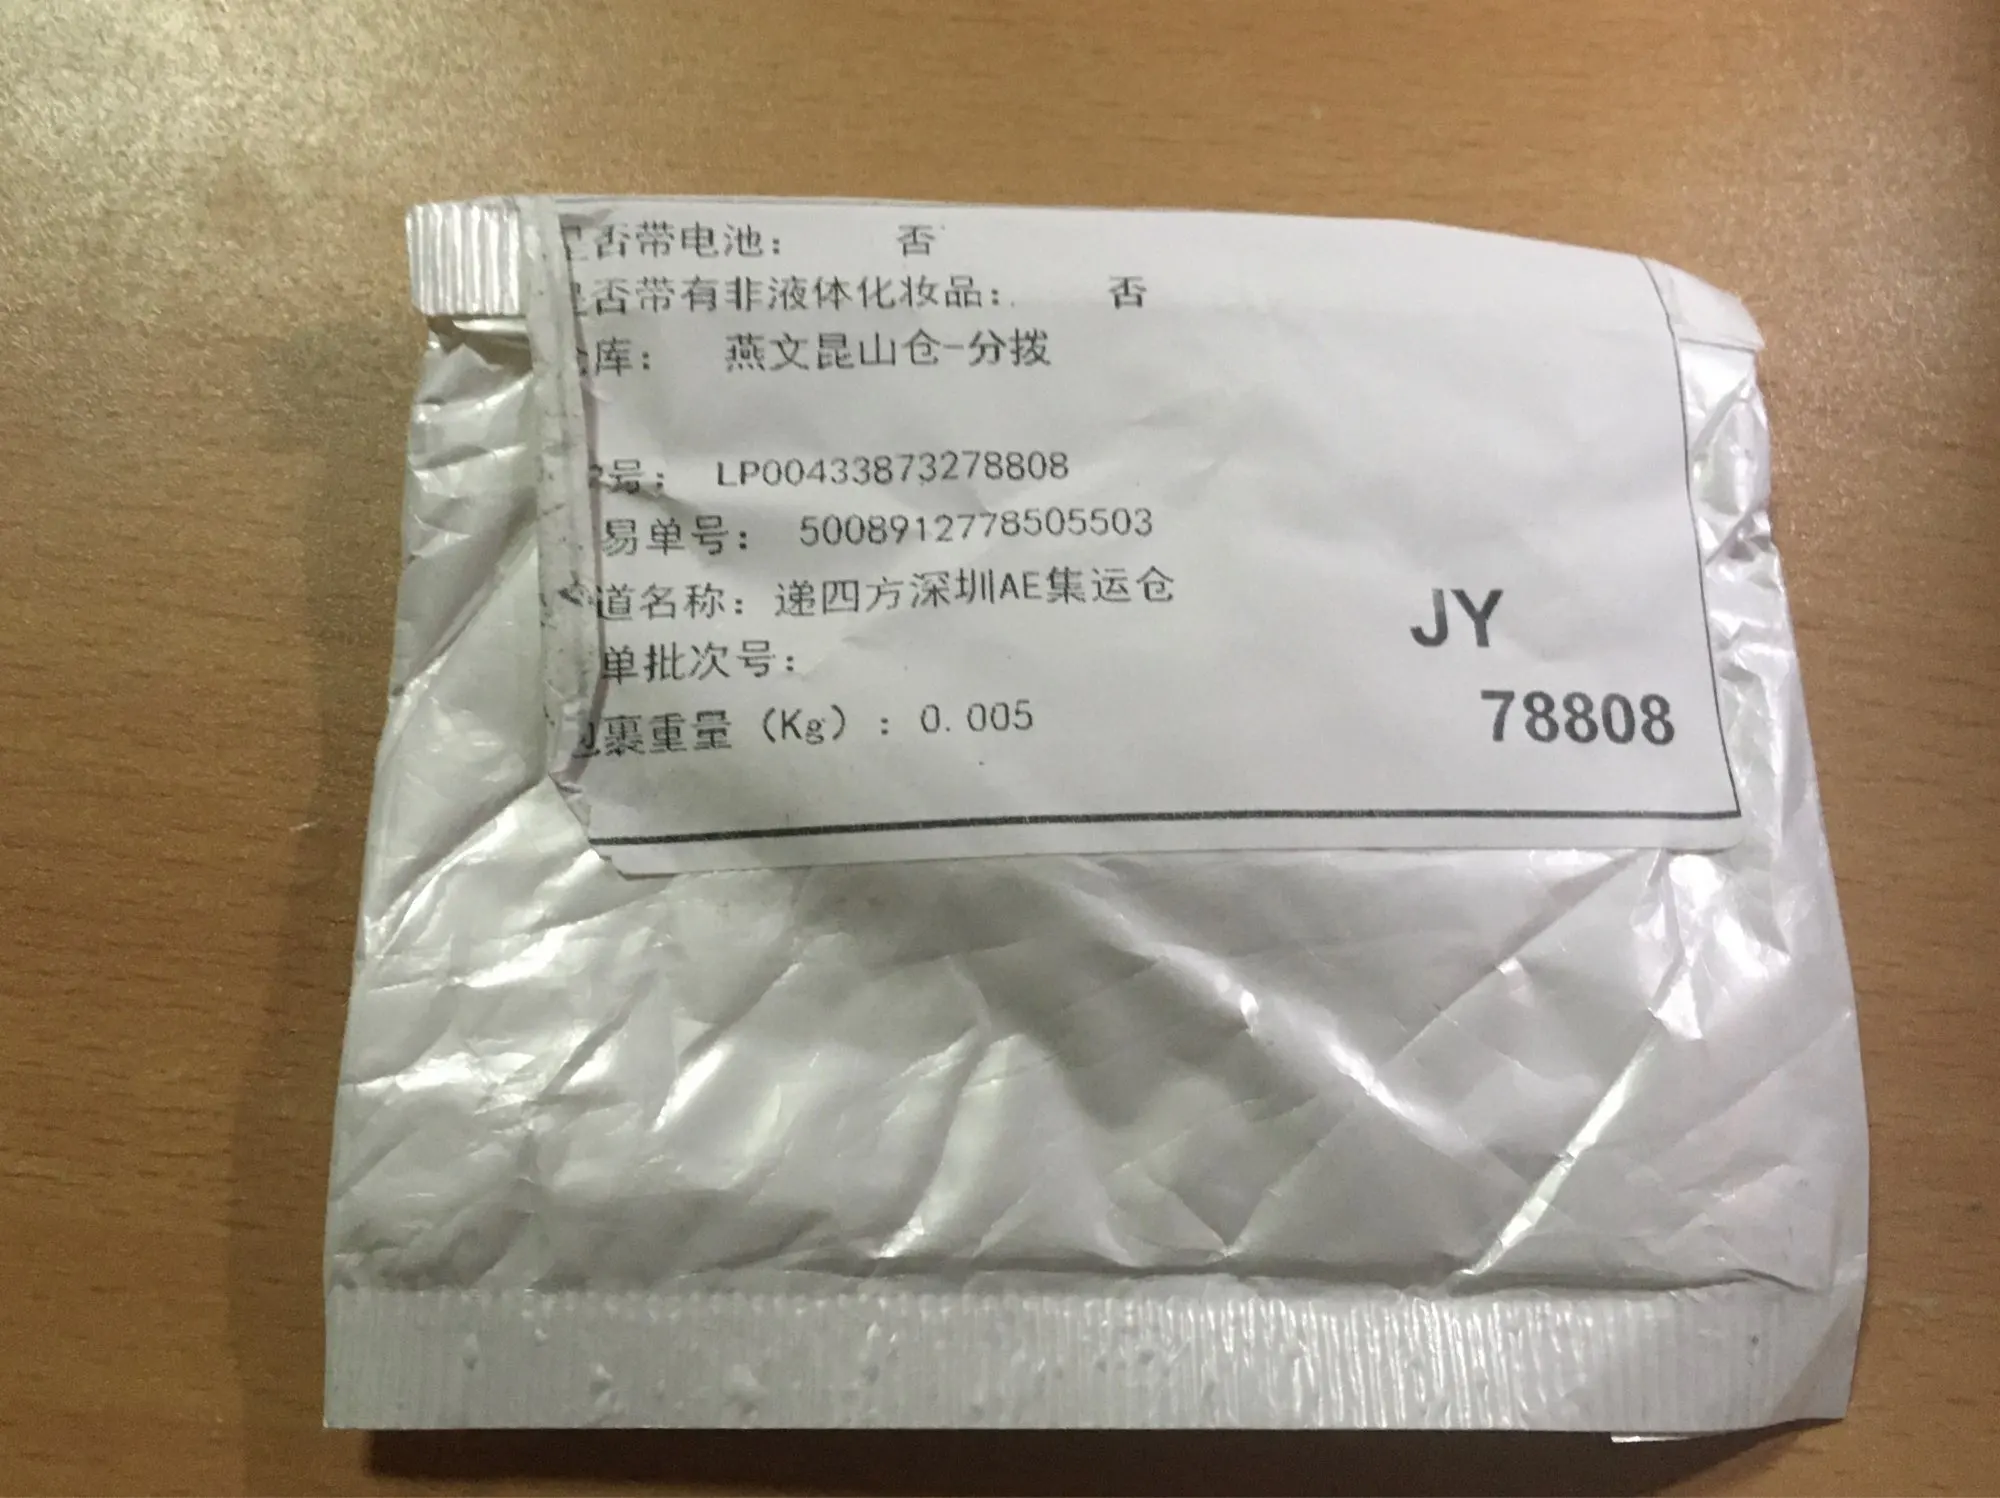 否带电池： 否
否带有非液体化妆品： 否
库： 燕文昆山仓-分拨
号： LP00433873278808
易单号： 5008912778505503
道名称：递四方深圳AE集运仓
JY
单批次号：
包裹重量（Kg）：0.005
78808